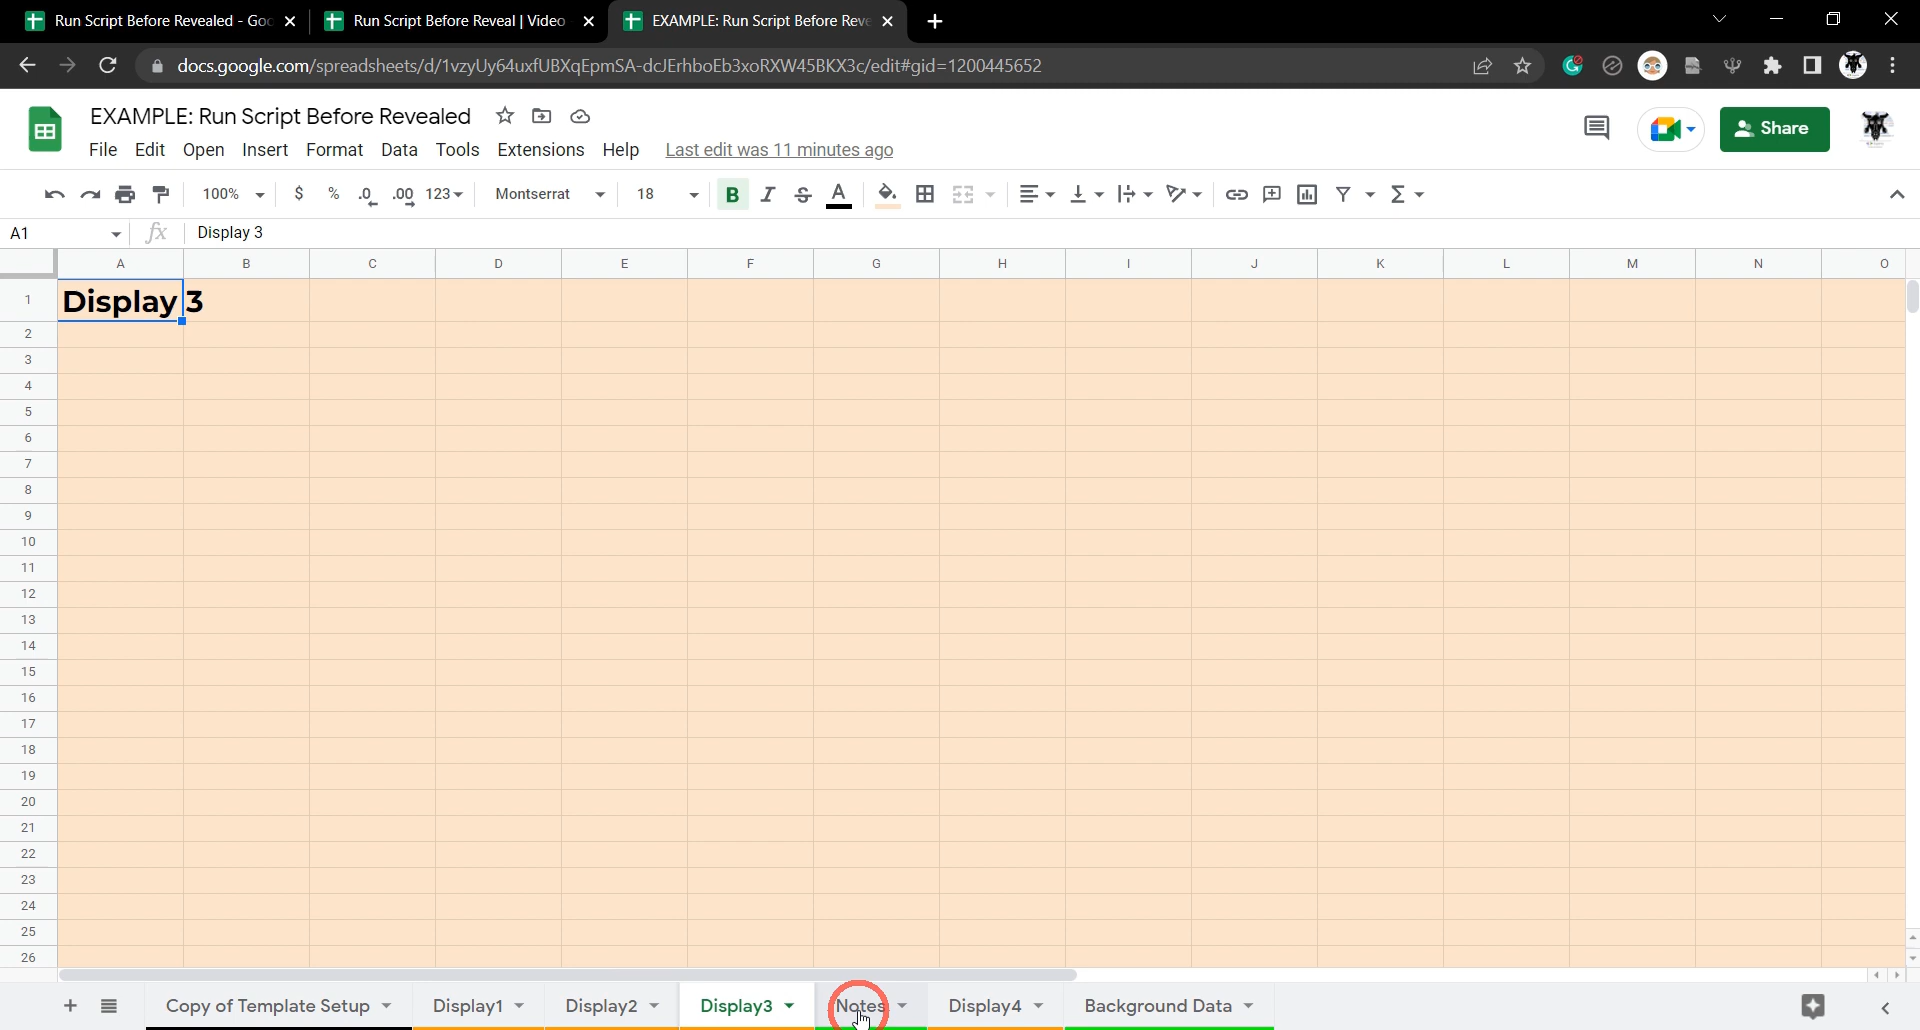 Run Script Before Revealed - Goo
Run Script Before Reveal | Video
EXAMPLE: Run Script Before Reve
docs.google.com/spreadsheets/d/1vzyUy64uxfUBXqEpmSA-dcJErhboEb3xoRXW45BKX3c/edit#gid=1200445652
EXAMPLE: Run Script Before Revealed
File Edit Open Insert Format Data Tools Extensions Help Last edit was 11 minutes ago
Share
100% $ % .0 .00 123 Montserrat 18 B I S A
A1 fx Display 3
A B C D E F G H I J K L M N O
1 Display 3
2
3
4
5
6
7
8
9
10
11
12
13
14
15
16
17
18
19
20
21
22
23
24
25
26
Copy of Template Setup Display1 Display2 Display3 Notes Display4 Background Data